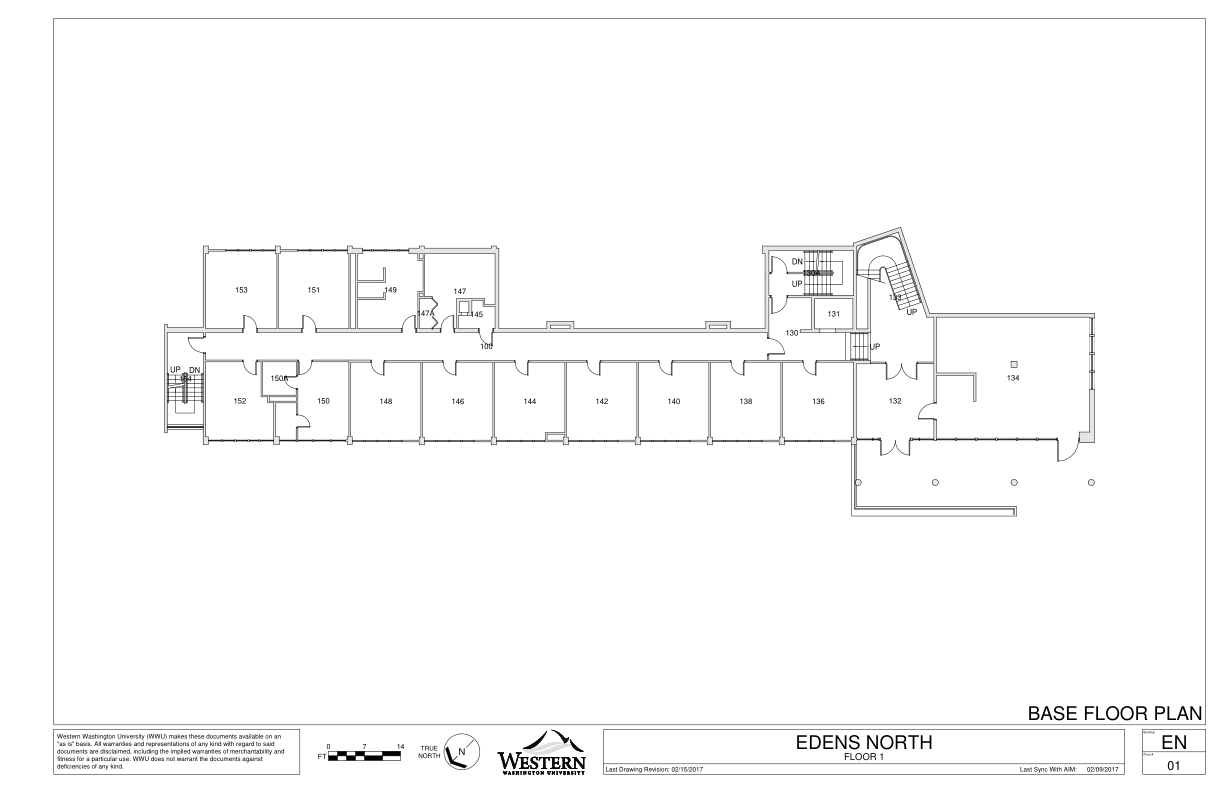 DN
130A
UP
133
UP
153
151
149
147
147A
145
131
130
100
UP
134
UP DN
154
150A
152
150
148
146
144
142
140
138
136
132
BASE FLOOR PLAN
Western Washington University (WWU) makes these documents available on an
"as is" basis. All warranties and representations of any kind with regard to said
documents are disclaimed, including the implied warranties of merchantability and
fitness for a particular use. WWU does not warrant the documents against
deficiencies of any kind.
FT
0 7 14
TRUE
NORTH
N
WESTERN
WASHINGTON UNIVERSITY
EDENS NORTH
FLOOR 1
Last Drawing Revision: 02/15/2017
Last Sync With AIM: 02/09/2017
Building
EN
Floor#
01